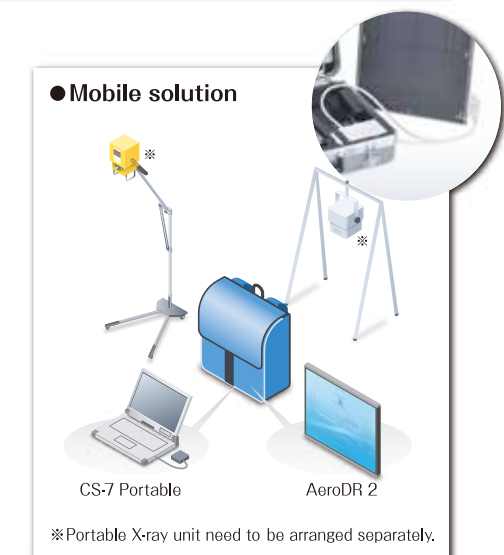 ●Mobile solution
※
※
CS-7 Portable
AeroDR 2
※Portable X-ray unit need to be arranged separately.